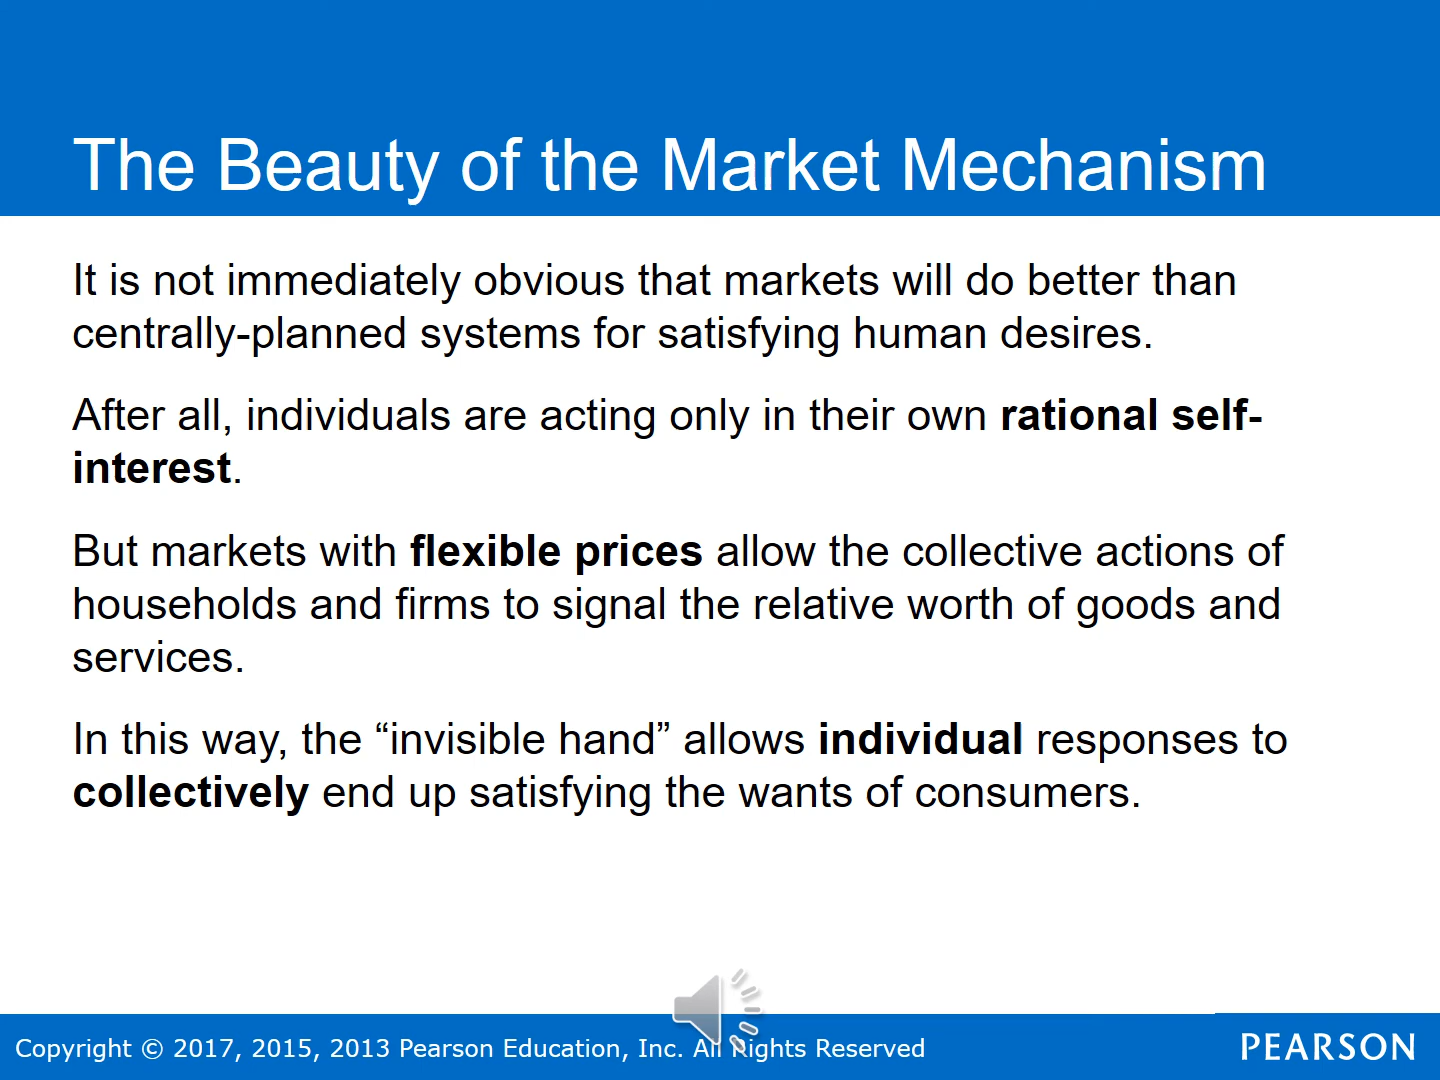 The Beauty of the Market Mechanism
It is not immediately obvious that markets will do better than
centrally-planned systems for satisfying human desires.
After all, individuals are acting only in their own rational self-
interest.
But markets with flexible prices allow the collective actions of
households and firms to signal the relative worth of goods and
services.
In this way, the “invisible hand” allows individual responses to
collectively end up satisfying the wants of consumers.
Copyright © 2017, 2015, 2013 Pearson Education, Inc. All Rights Reserved
PEARSON